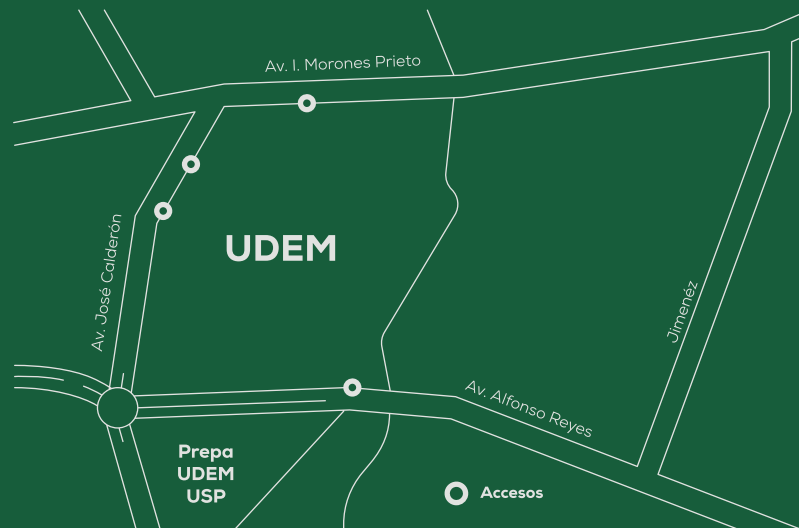 Av. I. Morones Prieto
Av. José Calderón
UDEM
Jimenéz
Av. Alfonso Reyes
Prepa
UDEM
USP
Accesos